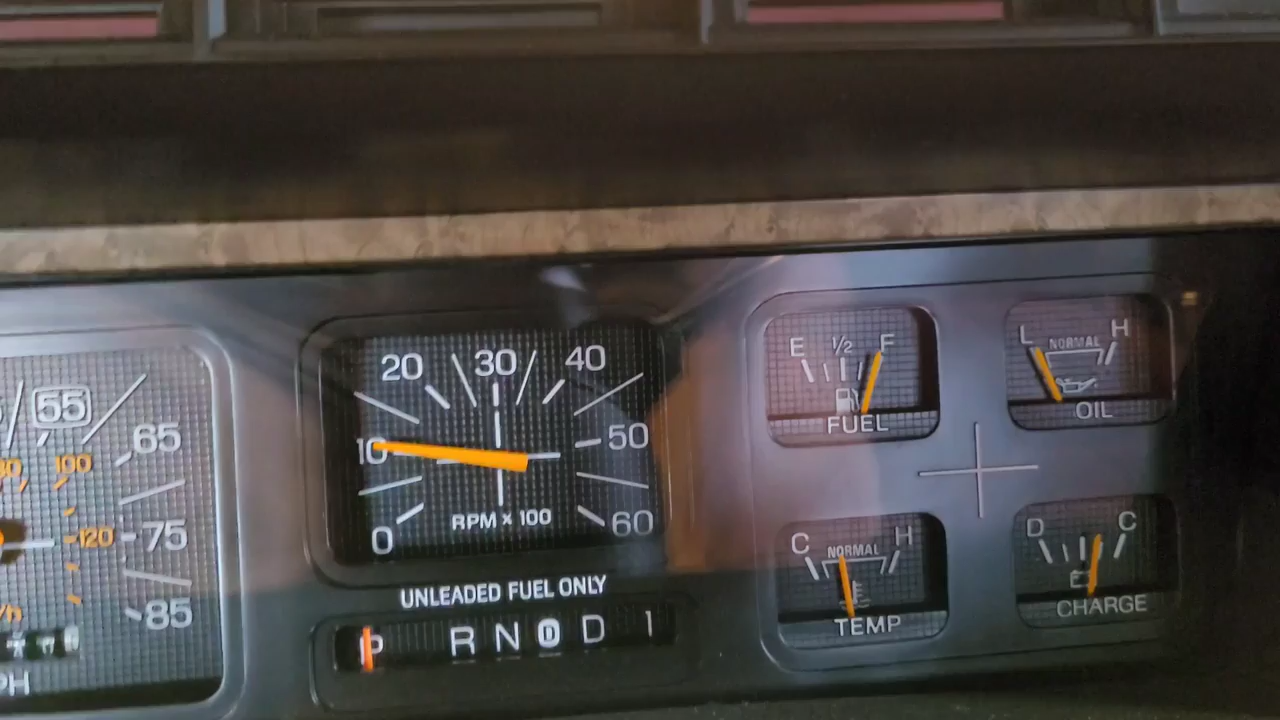 55
65
100
120
75
85
20 30 40
10 50
0 60
RPM x 100
UNLEADED FUEL ONLY
P R N D D 1
E 1/2 F
FUEL
L NORMAL H
OIL
C NORMAL H
TEMP
D C
CHARGE